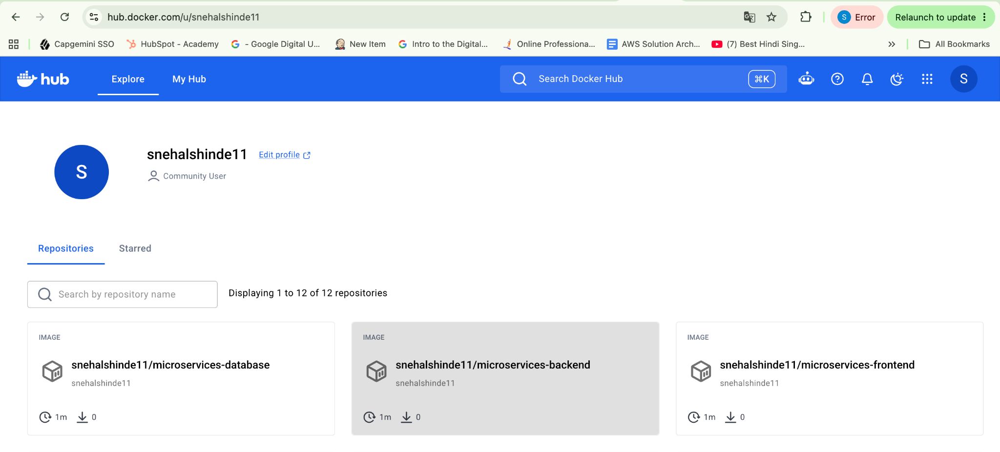 hub.docker.com/u/snehalshinde11
S Error
Relaunch to update
Capgemini SSO
HubSpot - Academy
- Google Digital U...
New Item
Intro to the Digital...
Online Professiona...
AWS Solution Arch...
(7) Best Hindi Sing...
All Bookmarks
hub
Explore
My Hub
Search Docker Hub
⌘K
S
S
snehalshinde11
Edit profile
Community User
Repositories
Starred
Search by repository name
Displaying 1 to 12 of 12 repositories
IMAGE
snehalshinde11/microservices-database
snehalshinde11
1m
0
IMAGE
snehalshinde11/microservices-backend
snehalshinde11
1m
0
IMAGE
snehalshinde11/microservices-frontend
snehalshinde11
1m
0